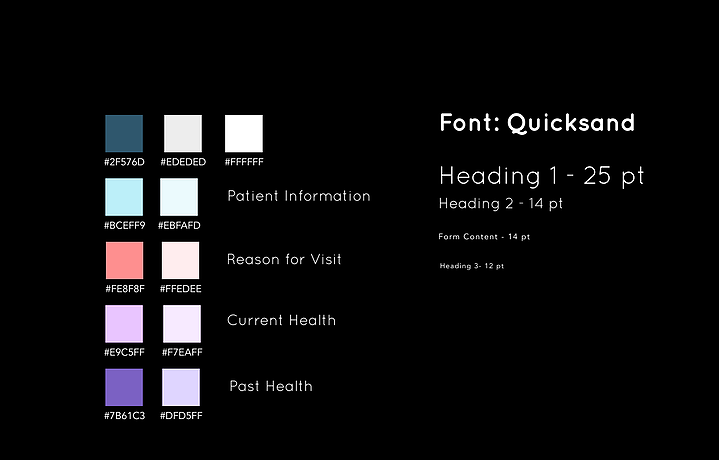 #2F576D #EDEDED #FFFFFF
#BCEFF9 #EBFAFD
Patient Information
#FE8F8F #FFEDEE
Reason for Visit
#E9C5FF #F7EAFF
Current Health
#7B61C3 #DFD5FF
Past Health
Font: Quicksand
Heading 1 - 25 pt
Heading 2 - 14 pt
Form Content - 14 pt
Heading 3- 12 pt